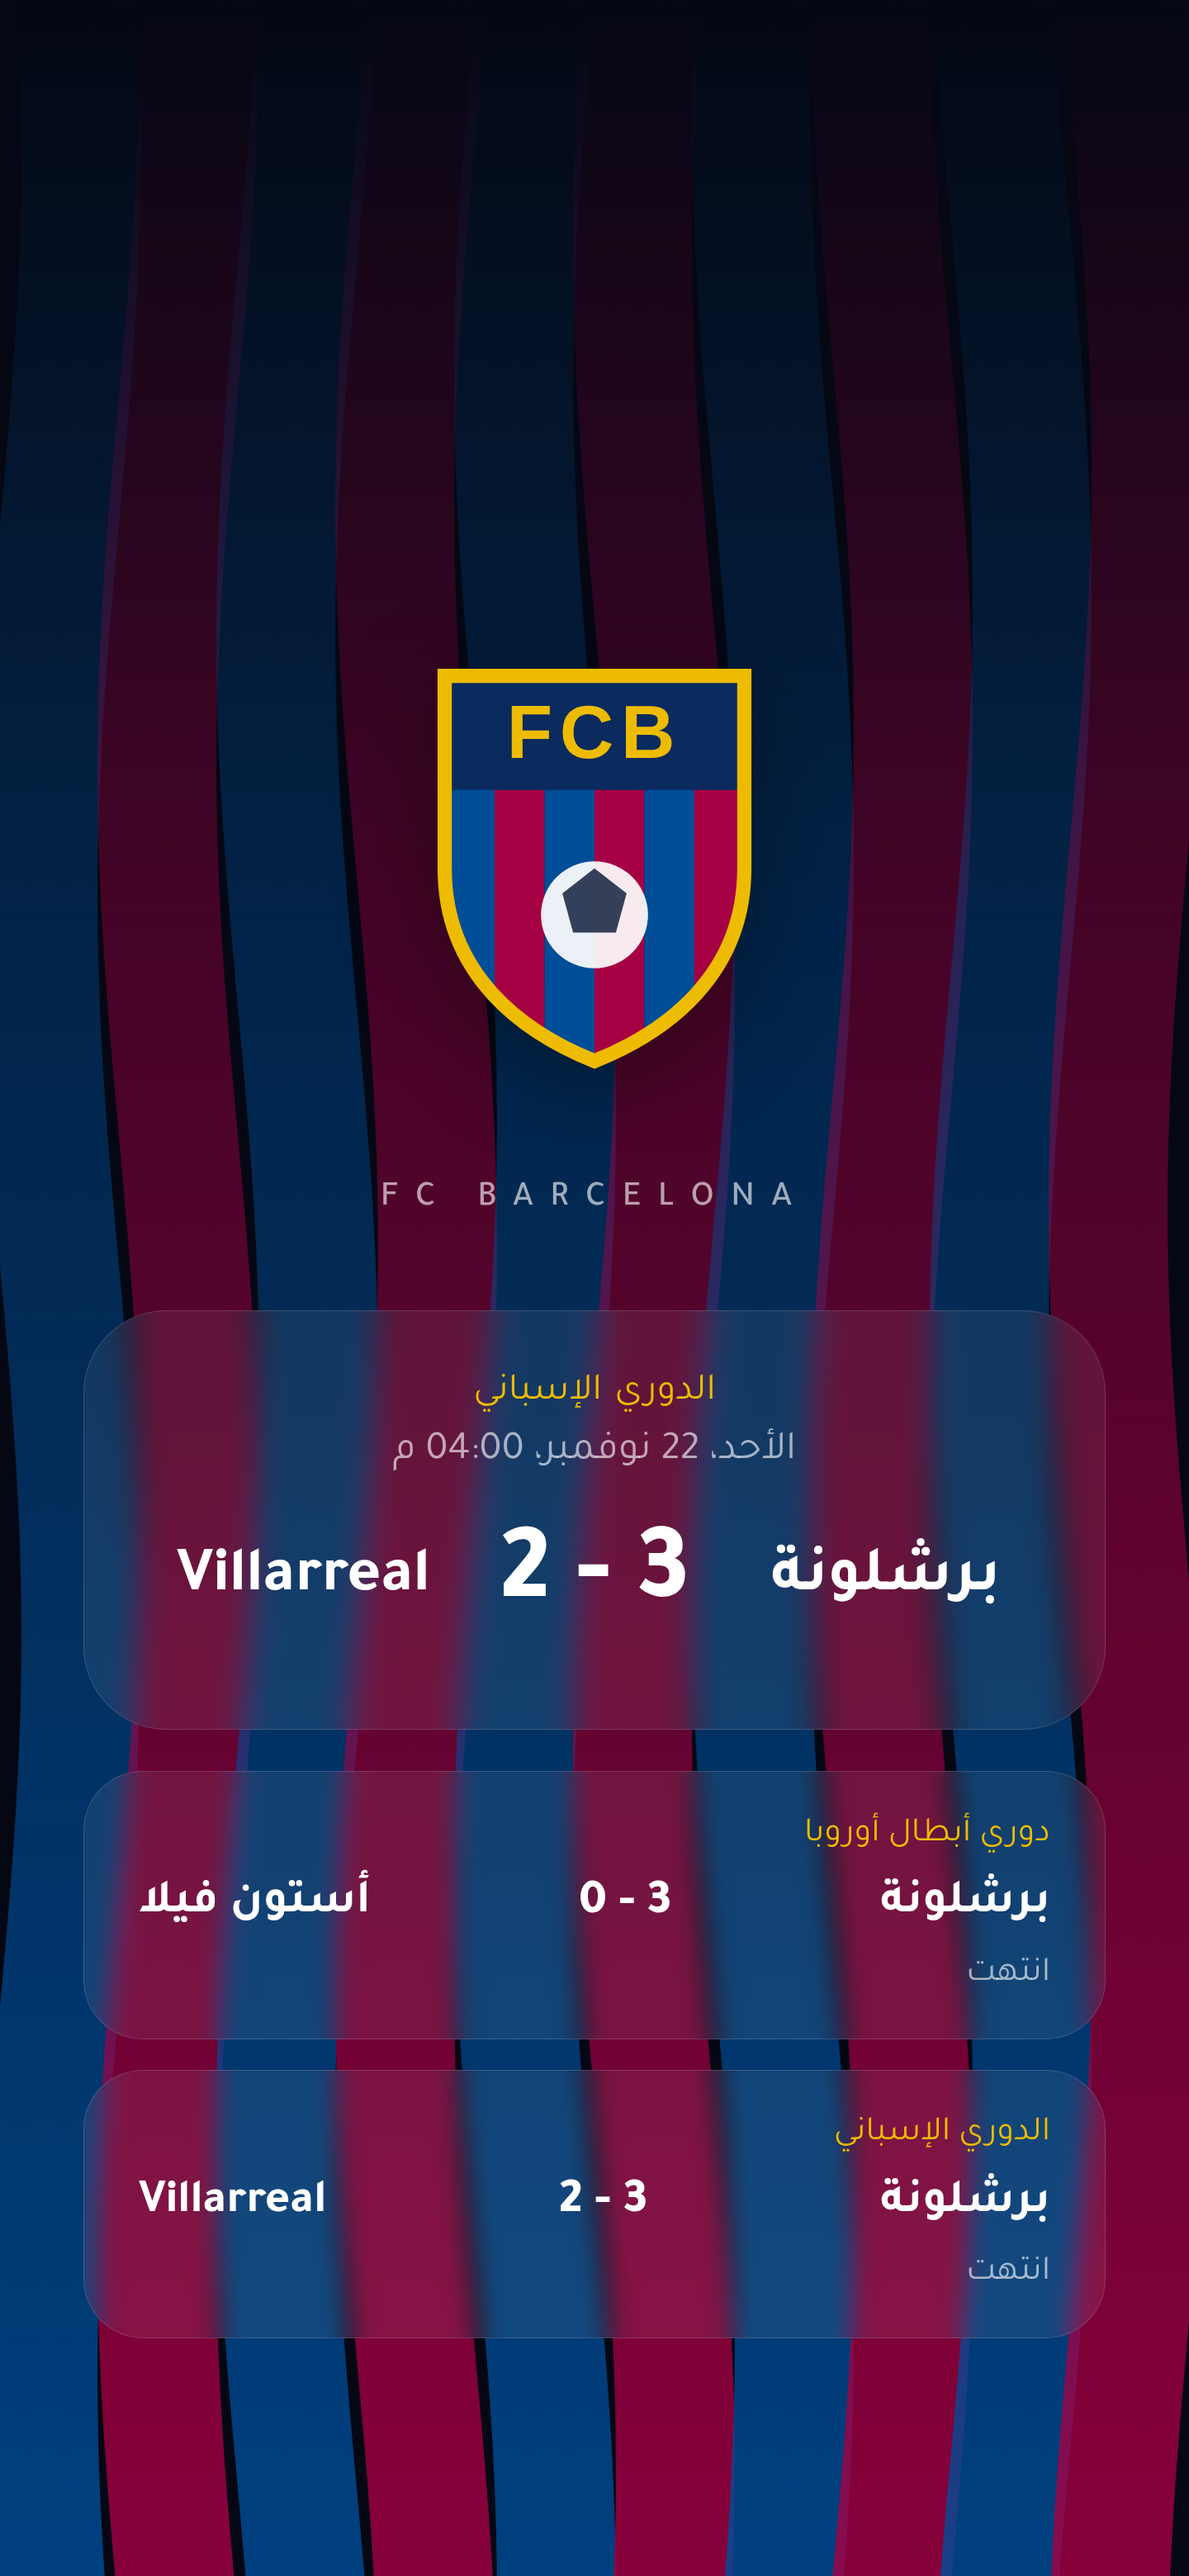 FCB
FC BARCELONA
الدوري الإسباني
الأحد، 22 نوفمبر، 04:00 م
برشلونة 3 - 2 Villarreal
دوري أبطال أوروبا
برشلونة 3 - 0 أستون فيلا
انتهت
الدوري الإسباني
برشلونة 3 - 2 Villarreal
انتهت